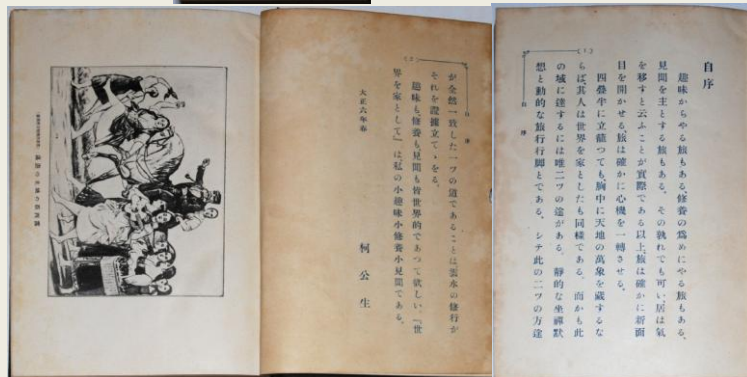 自序
趣味からやる旅もある、修養の爲めにやる旅もある、
見聞を主とする旅もある。その孰れでも可い、居は氣
を移すと云ふことが實際である以上旅は確かに新面
目を開かせる、旅は確かに心機を一轉させる。
四疊半に立籠つても、胸中に天地の萬象を藏するな
らば、其人は世界を家としたも同樣である。而かも此
の域に達するには唯二ツの途がある。靜的な坐禪默
想と動的な旅行行脚とである。シテ此の二ツの方途
自序
(1)
自序
(2)
が全然一致した一ツの道であることは雲水の修行が
それを證據立てゝをる。
趣味も、修養も、見聞も皆世界的であつて欲しい。『世
界を家として』は私の小趣味小修養小見聞である。
大正六年春
柯公生